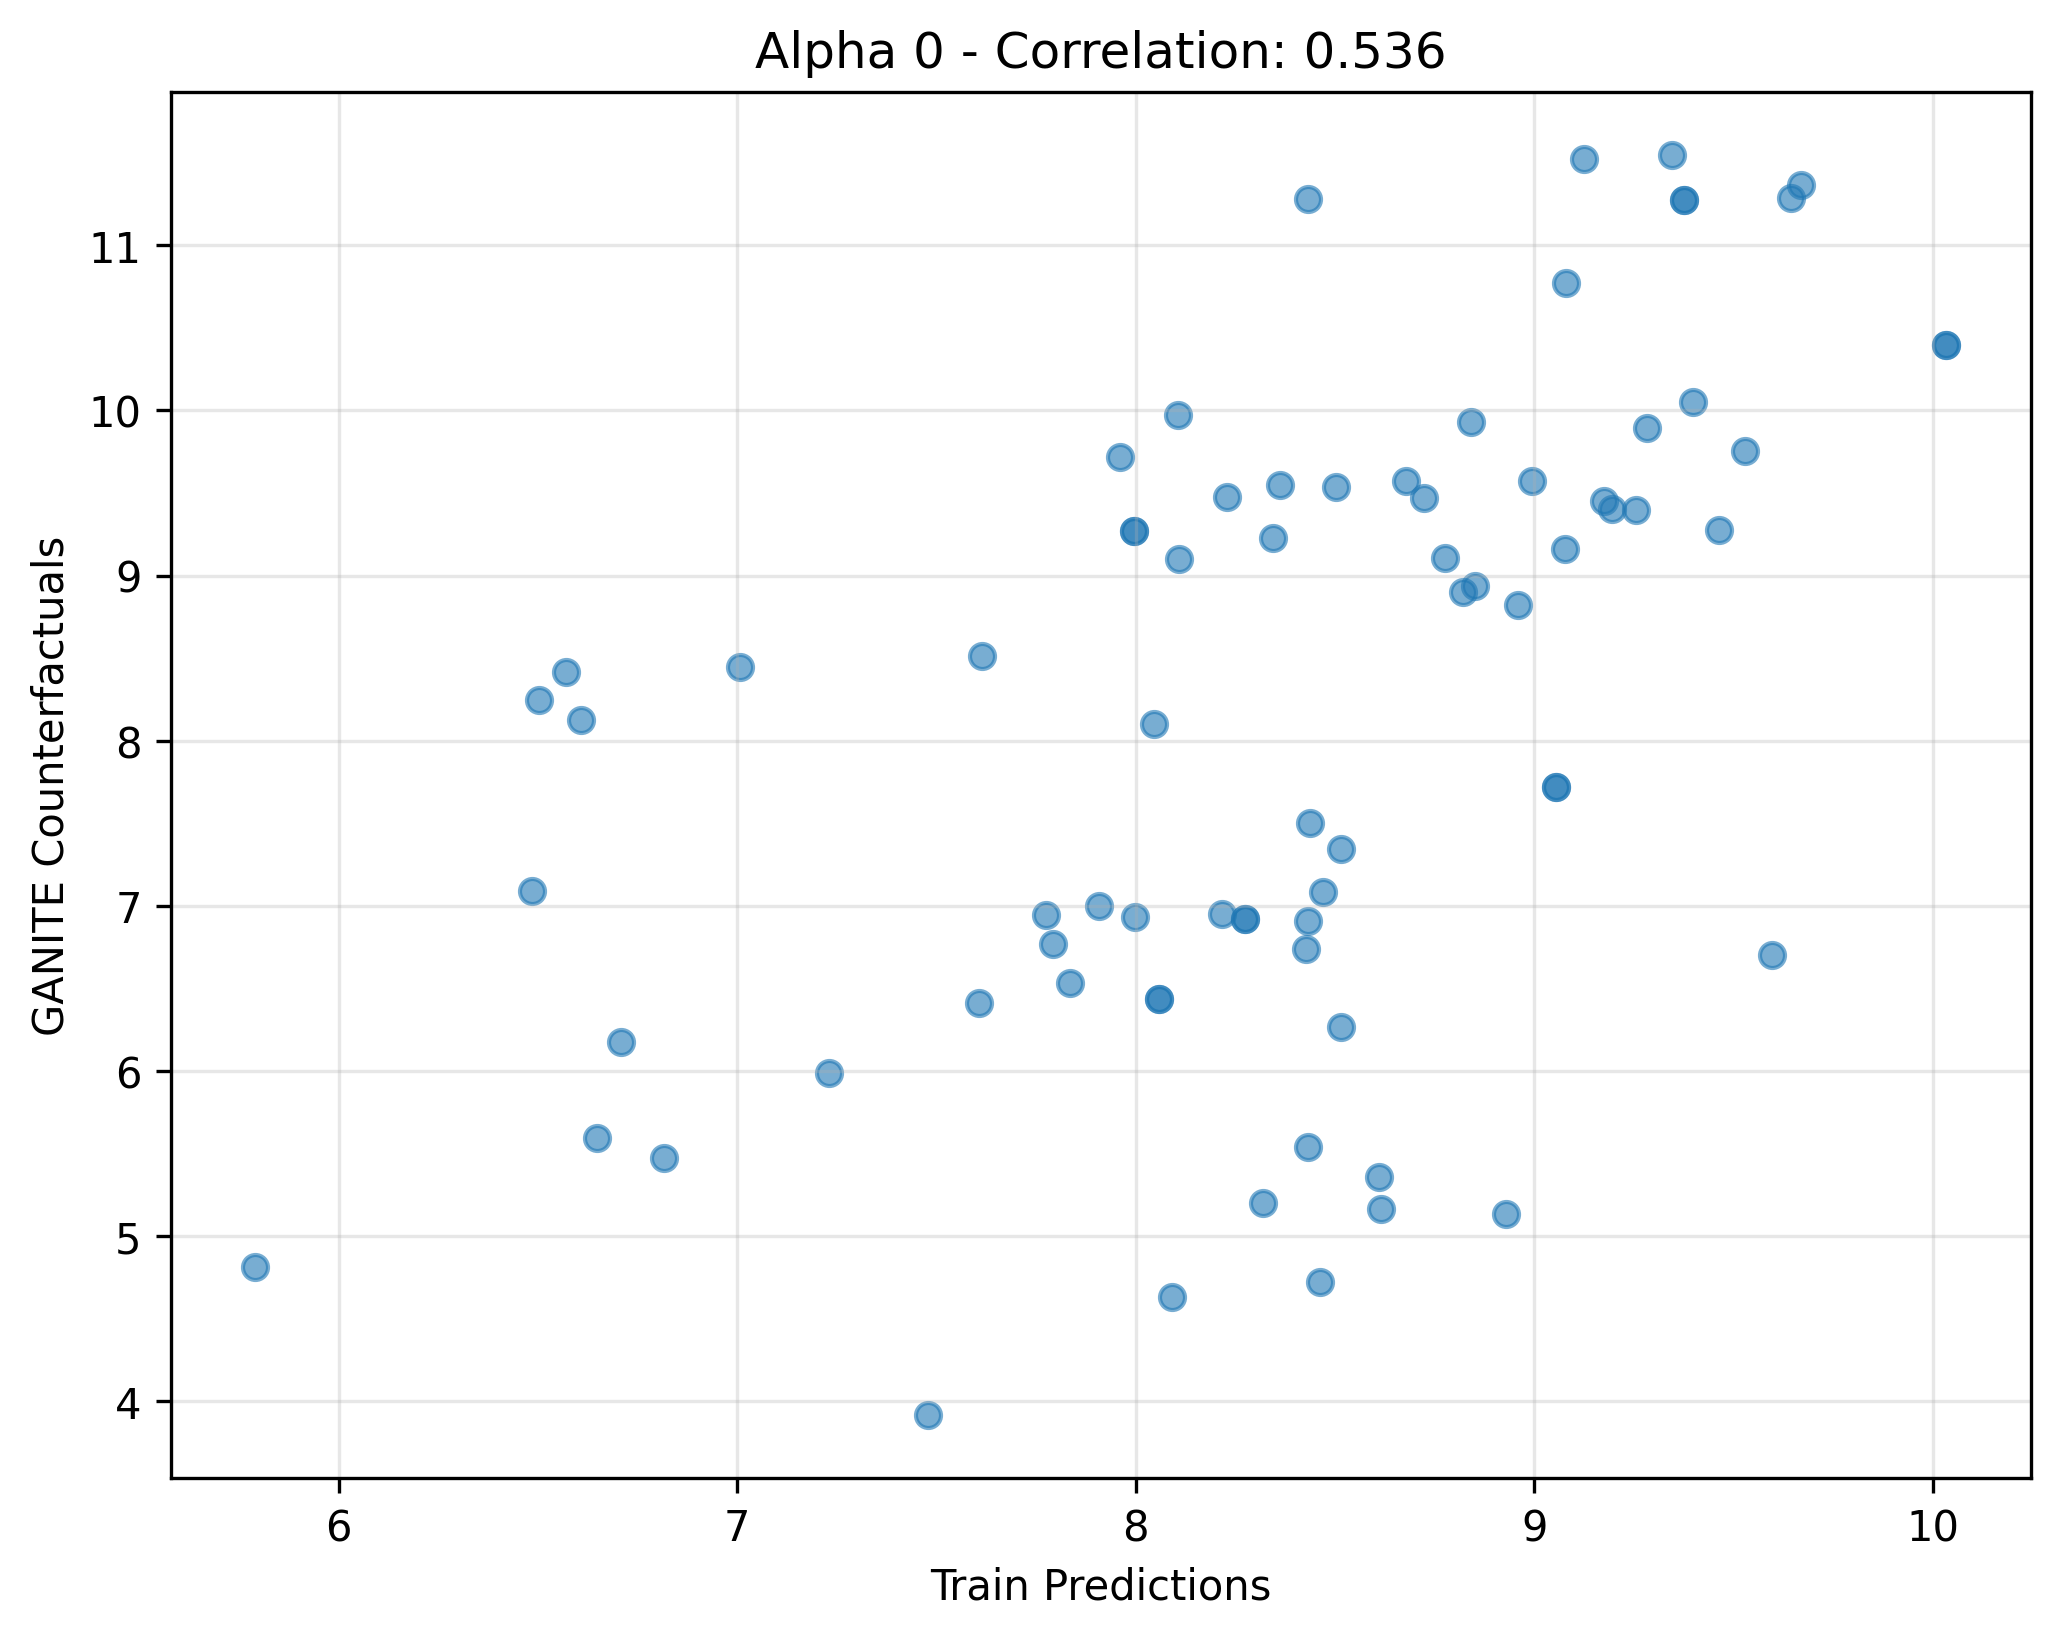 Alpha 0 - Correlation: 0.536
GANITE Counterfactuals
11
10
9
8
7
6
5
4
6 7 8 9 10
Train Predictions